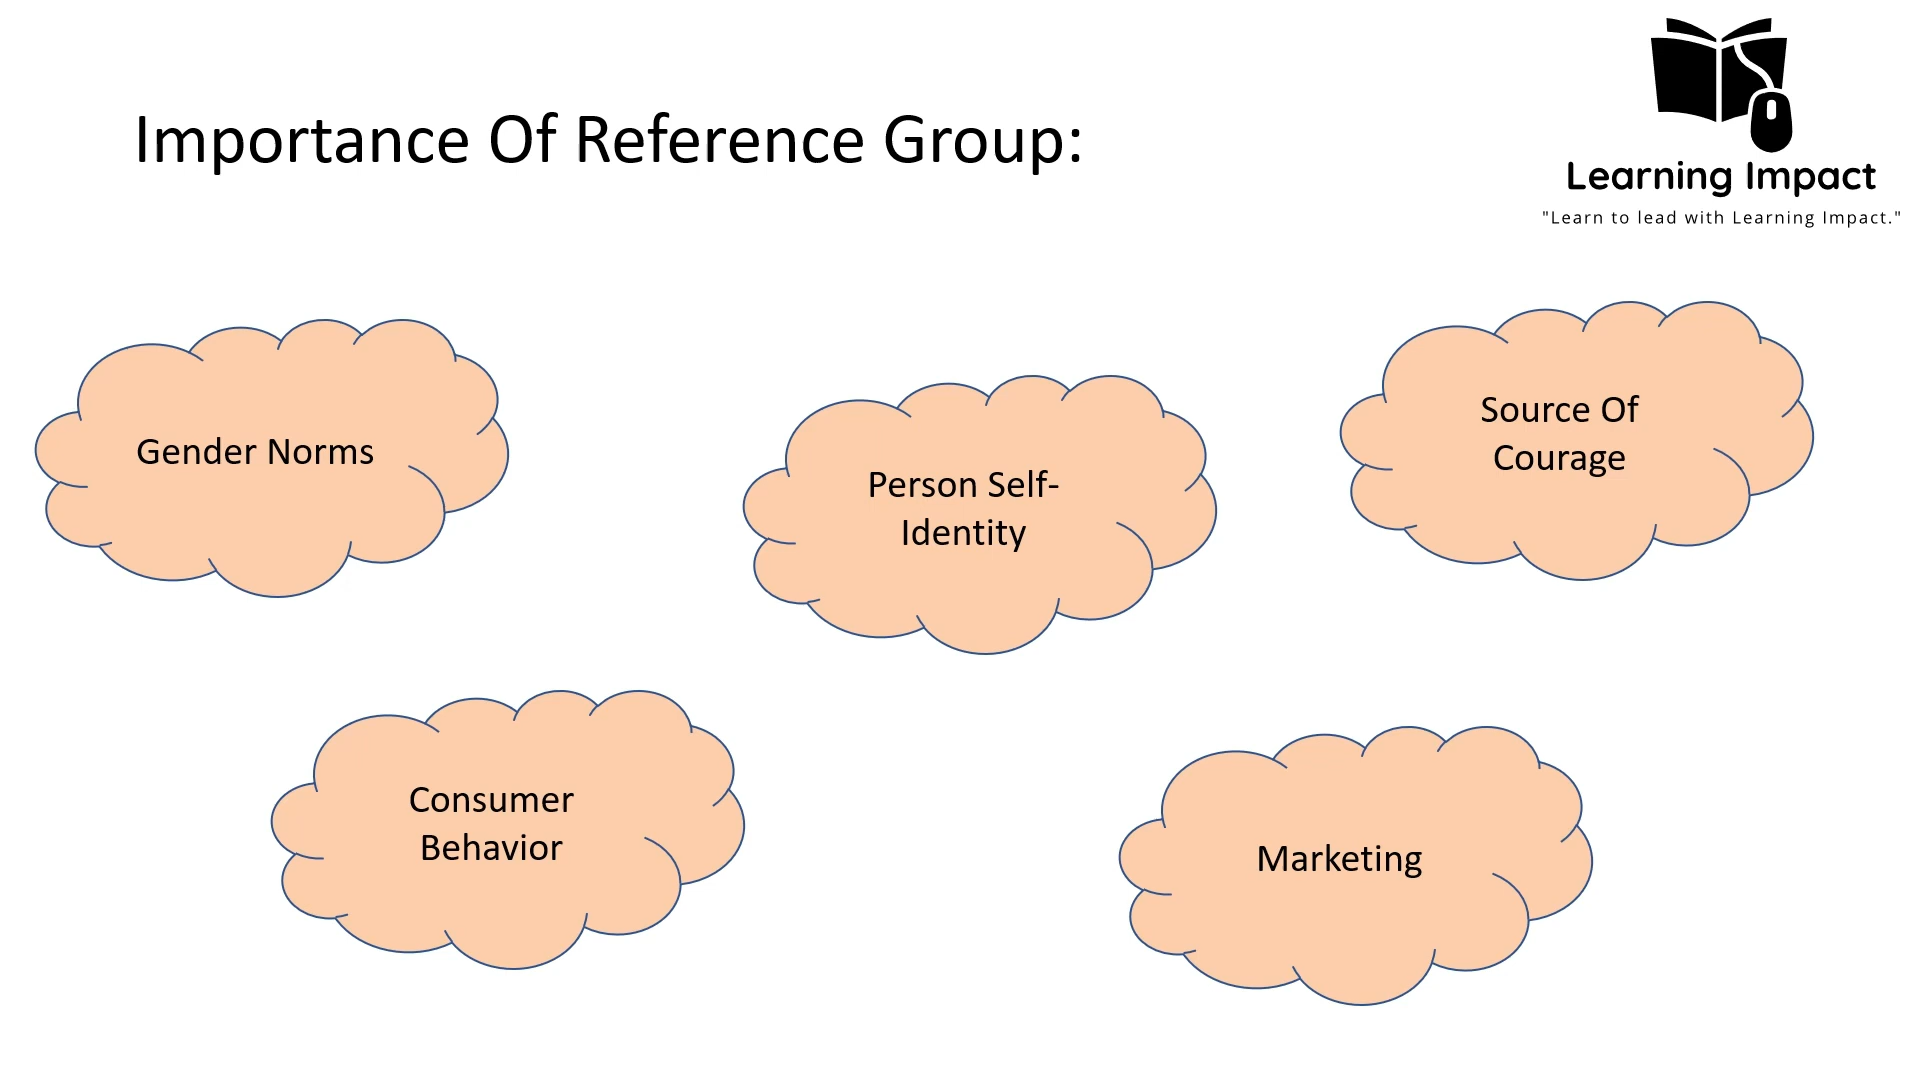 Importance Of Reference Group:
Learning Impact
"Learn to lead with Learning Impact."
Gender Norms
Person Self-
Identity
Source Of
Courage
Consumer
Behavior
Marketing